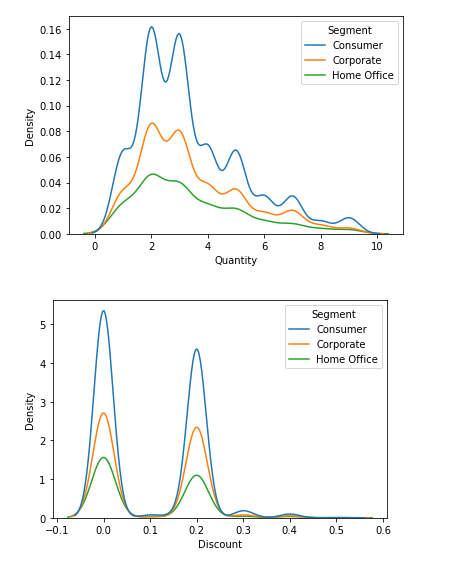 0.16
0.14
0.12
0.10
0.08
0.06
0.04
0.02
0.00
Density
0 2 4 6 8 10
Quantity
Segment
Consumer
Corporate
Home Office
5
4
3
2
1
0
Density
−0.1 0.0 0.1 0.2 0.3 0.4 0.5 0.6
Discount
Segment
Consumer
Corporate
Home Office